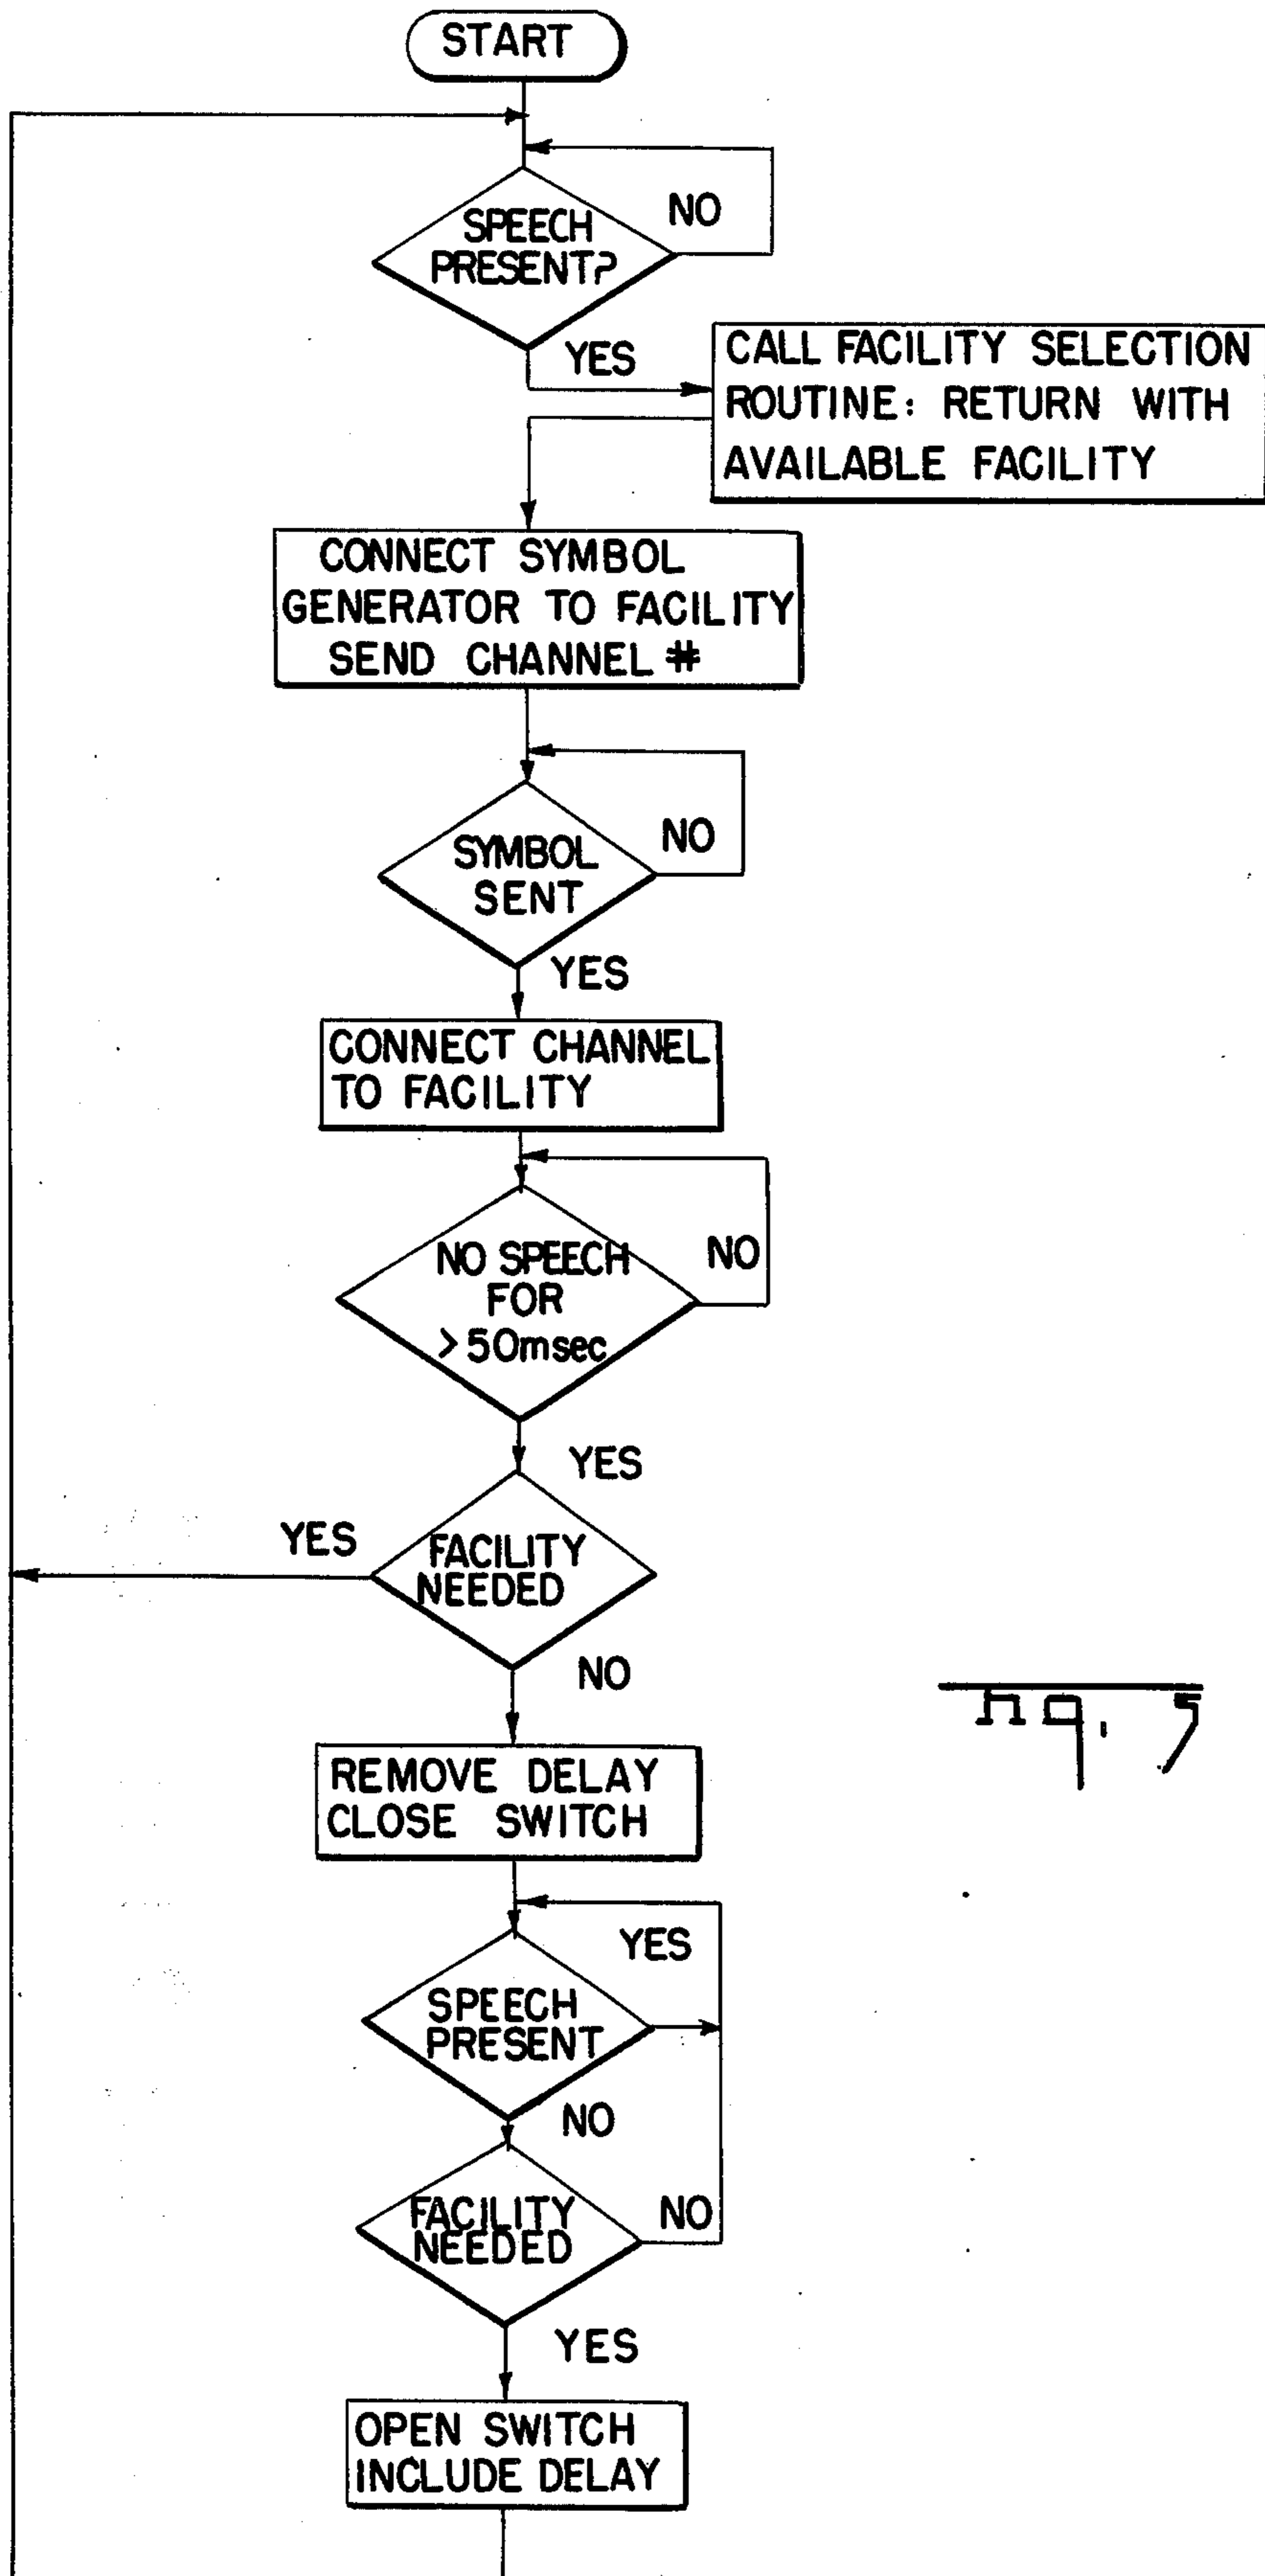 START
SPEECH
PRESENT?
NO
YES
CALL FACILITY SELECTION
ROUTINE: RETURN WITH
AVAILABLE FACILITY
CONNECT SYMBOL
GENERATOR TO FACILITY
SEND CHANNEL #
SYMBOL
SENT
NO
YES
CONNECT CHANNEL
TO FACILITY
NO SPEECH
FOR
> 50msec
NO
YES
FACILITY
NEEDED
YES
NO
REMOVE DELAY
CLOSE SWITCH
YES
SPEECH
PRESENT
NO
FACILITY
NEEDED
NO
YES
OPEN SWITCH
INCLUDE DELAY